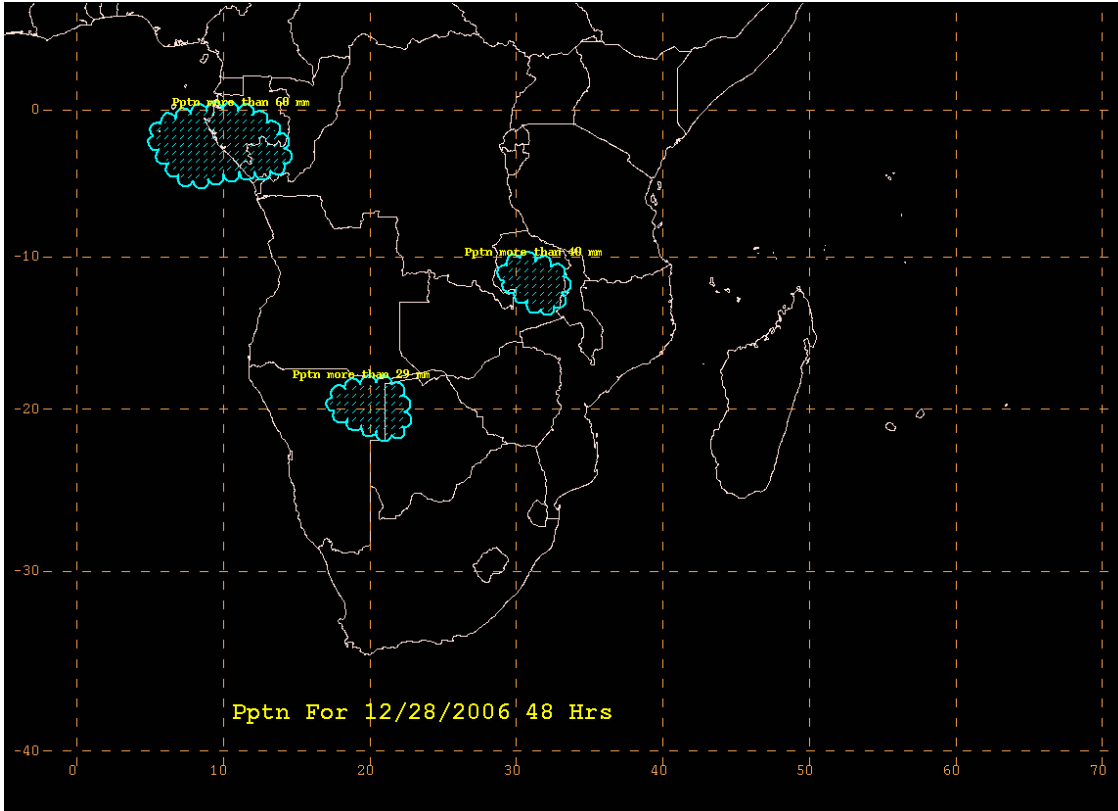 Pptn more than 60 mm
0
Pptn more than 40 mm
-10
Pptn more than 29 mm
-20
-30
Pptn For 12/28/2006 48 Hrs
-40
0 10 20 30 40 50 60 70